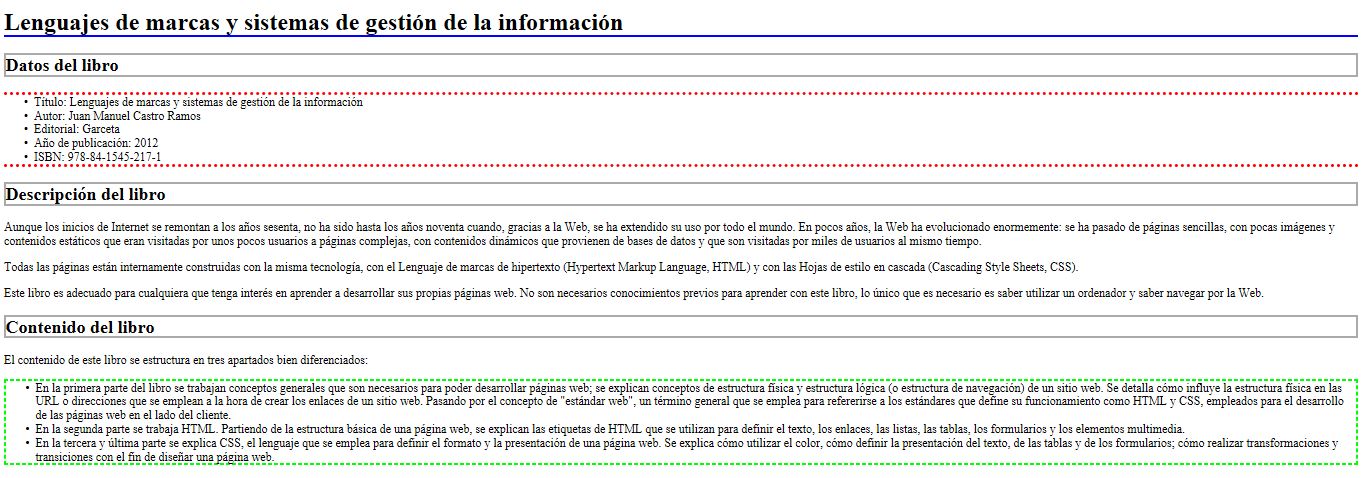 Lenguajes de marcas y sistemas de gestión de la información
Datos del libro
• Título: Lenguajes de marcas y sistemas de gestión de la información
• Autor: Juan Manuel Castro Ramos
• Editorial: Garceta
• Año de publicación: 2012
• ISBN: 978-84-1545-217-1
Descripción del libro
Aunque los inicios de Internet se remontan a los años sesenta, no ha sido hasta los años noventa cuando, gracias a la Web, se ha extendido su uso por todo el mundo. En pocos años, la Web ha evolucionado enormemente: se ha pasado de páginas sencillas, con pocas imágenes y
contenidos estáticos que eran visitadas por unos pocos usuarios a páginas complejas, con contenidos dinámicos que provienen de bases de datos y que son visitadas por miles de usuarios al mismo tiempo.
Todas las páginas están internamente construidas con la misma tecnología, con el Lenguaje de marcas de hipertexto (Hypertext Markup Language, HTML) y con las Hojas de estilo en cascada (Cascading Style Sheets, CSS).
Este libro es adecuado para cualquiera que tenga interés en aprender a desarrollar sus propias páginas web. No son necesarios conocimientos previos para aprender con este libro, lo único que es necesario es saber utilizar un ordenador y saber navegar por la Web.
Contenido del libro
El contenido de este libro se estructura en tres apartados bien diferenciados:
• En la primera parte del libro se trabajan conceptos generales que son necesarios para poder desarrollar páginas web; se explican conceptos de estructura física y estructura lógica (o estructura de navegación) de un sitio web. Se detalla cómo influye la estructura física en las
URL o direcciones que se emplean a la hora de crear los enlaces de un sitio web. Pasando por el concepto de "estándar web", un término general que se emplea para refererirse a los estándares que define su funcionamiento como HTML y CSS, empleados para el desarrollo
de las páginas web en el lado del cliente.
• En la segunda parte se trabaja HTML. Partiendo de la estructura básica de una página web, se explican las etiquetas de HTML que se utilizan para definir el texto, los enlaces, las listas, las tablas, los formularios y los elementos multimedia.
• En la tercera y última parte se explica CSS, el lenguaje que se emplea para definir el formato y la presentación de una página web. Se explica cómo utilizar el color, cómo definir la presentación del texto, de las tablas y de los formularios; cómo realizar transformaciones y
transiciones con el fin de diseñar una página web.